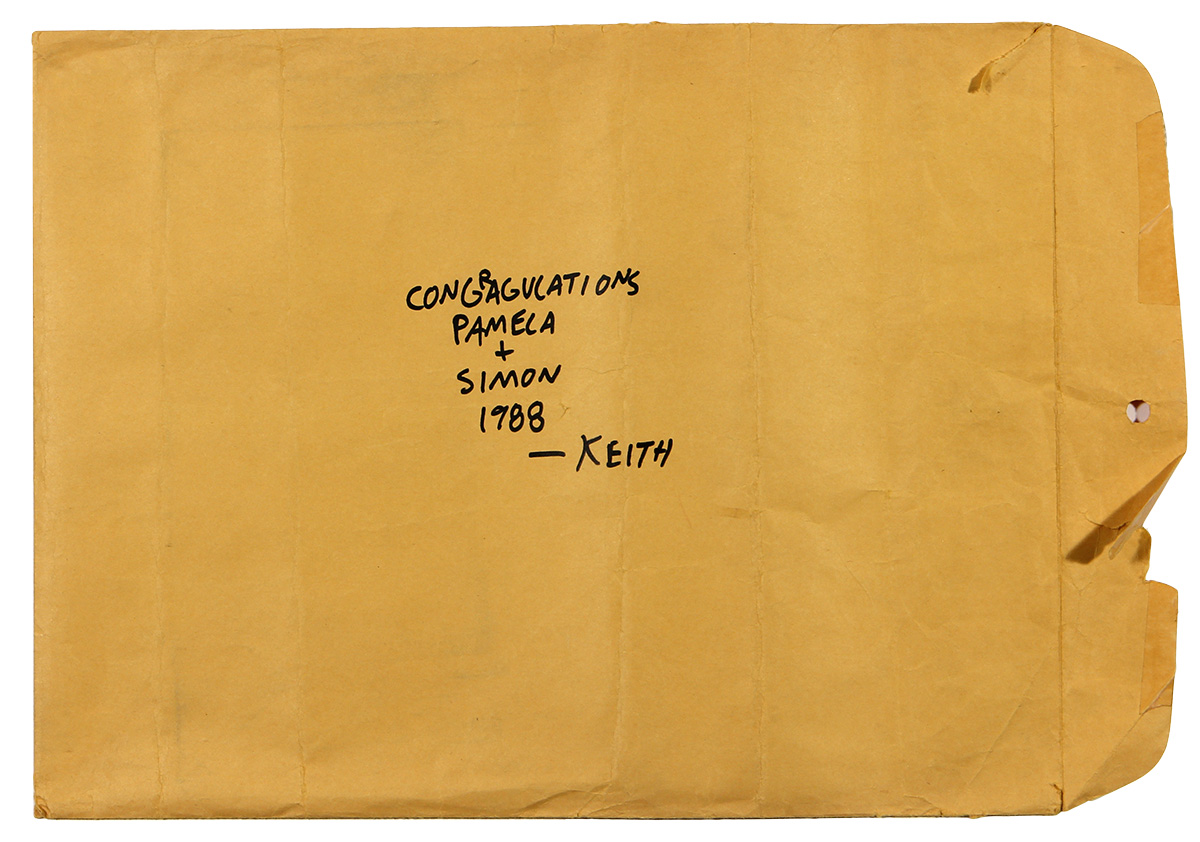 CONGRAGULATIONS
PAMELA
+
SIMON
1988
— KEITH